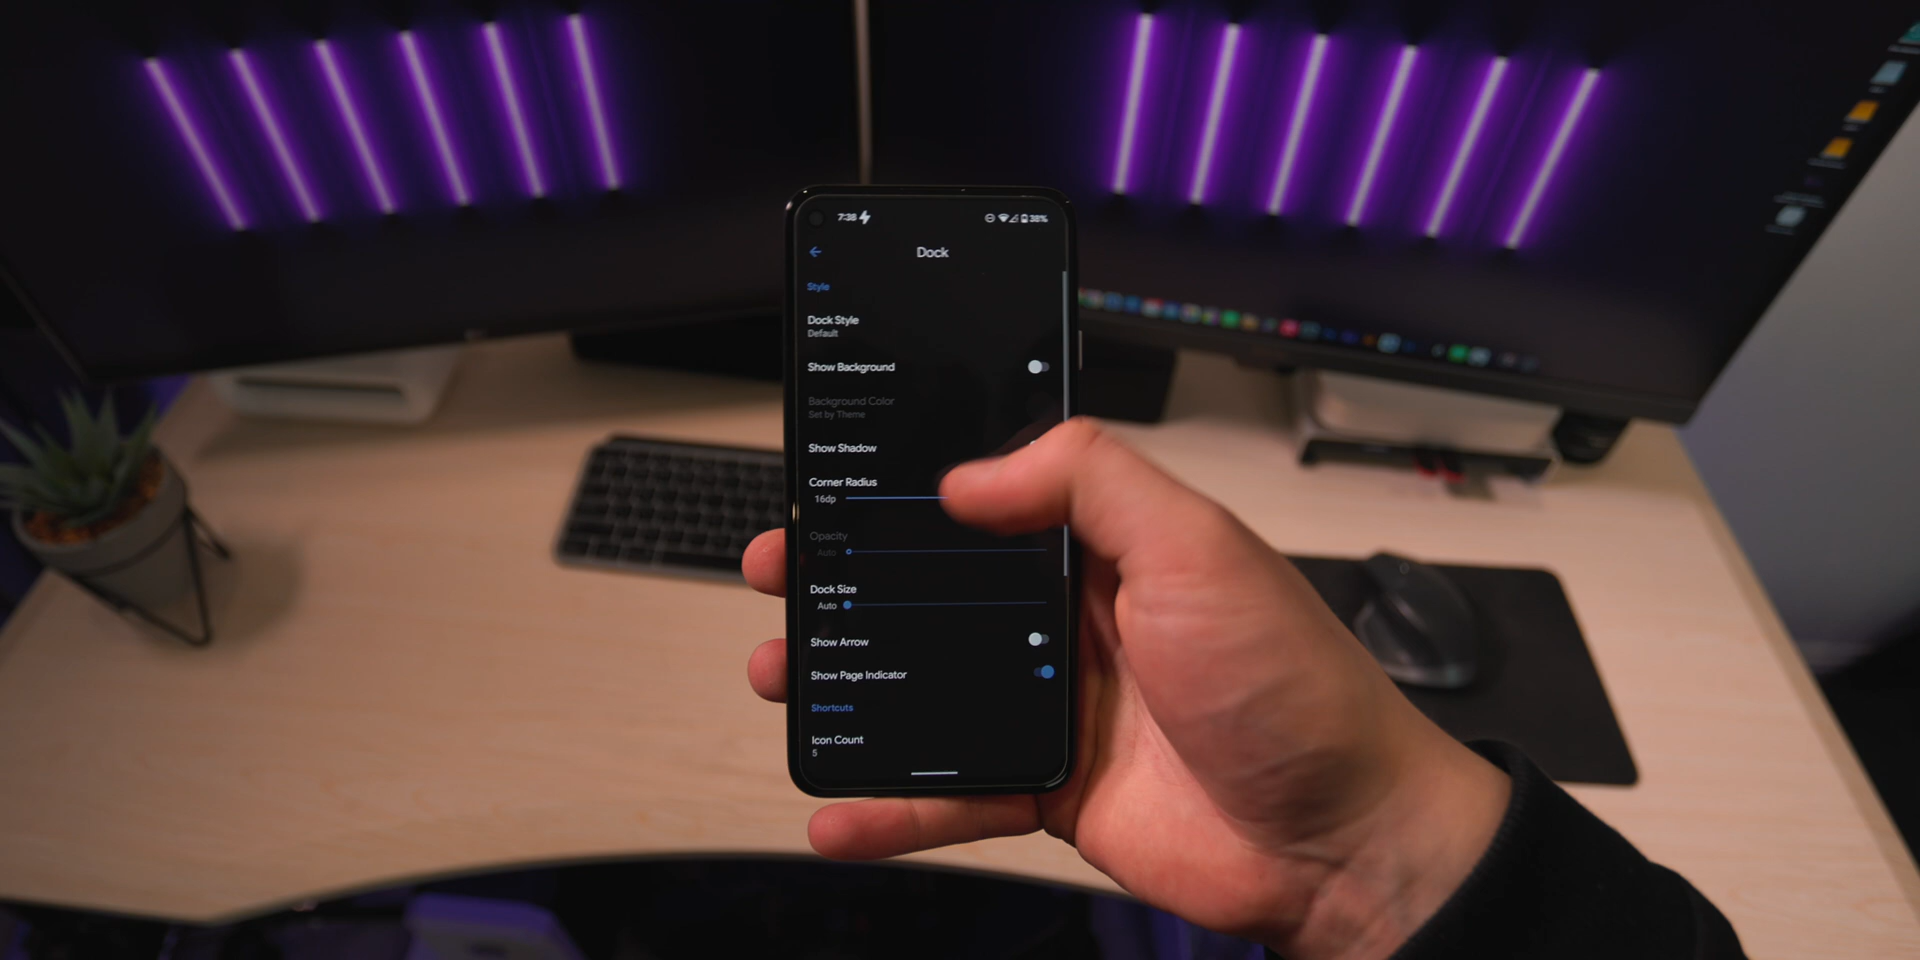 7:38
38%
Dock
Style
Dock Style
Default
Show Background
Background Color
Set by Theme
Show Shadow
Corner Radius
16dp
Opacity
Auto
Dock Size
Auto
Show Arrow
Show Page Indicator
Shortcuts
Icon Count
5